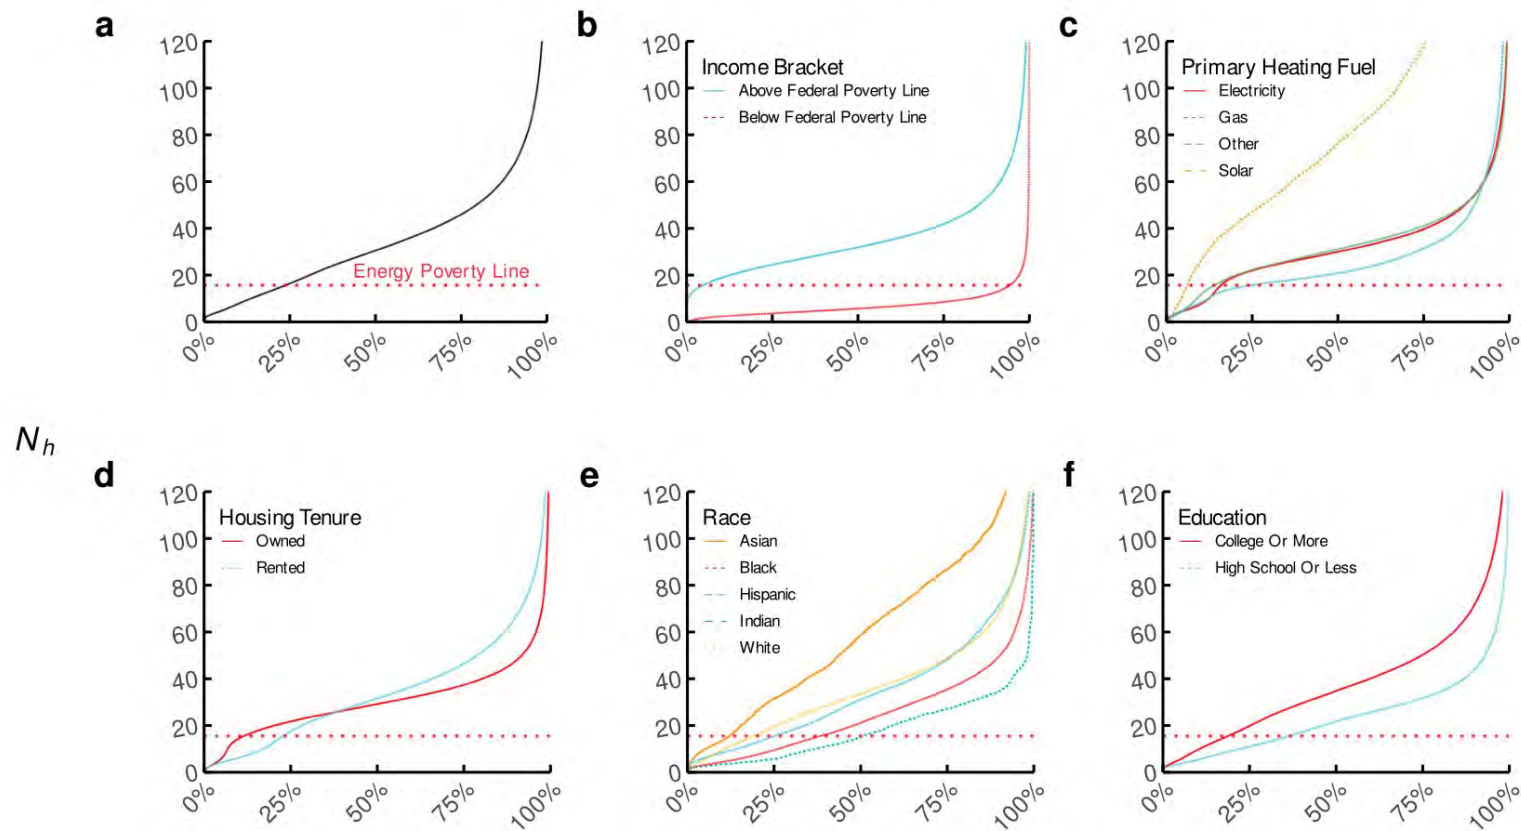 a
120
100
80
60
40
20
0
Energy Poverty Line
0%
25%
50%
75%
100%
b
120
100
80
60
40
20
0
Income Bracket
Above Federal Poverty Line
Below Federal Poverty Line
0%
25%
50%
75%
100%
c
120
100
80
60
40
20
0
Primary Heating Fuel
Electricity
Gas
Other
Solar
0%
25%
50%
75%
100%
Nh
d
120
100
80
60
40
20
0
Housing Tenure
Owned
Rented
0%
25%
50%
75%
100%
e
120
100
80
60
40
20
0
Race
Asian
Black
Hispanic
Indian
White
0%
25%
50%
75%
100%
f
120
100
80
60
40
20
0
Education
College Or More
High School Or Less
0%
25%
50%
75%
100%